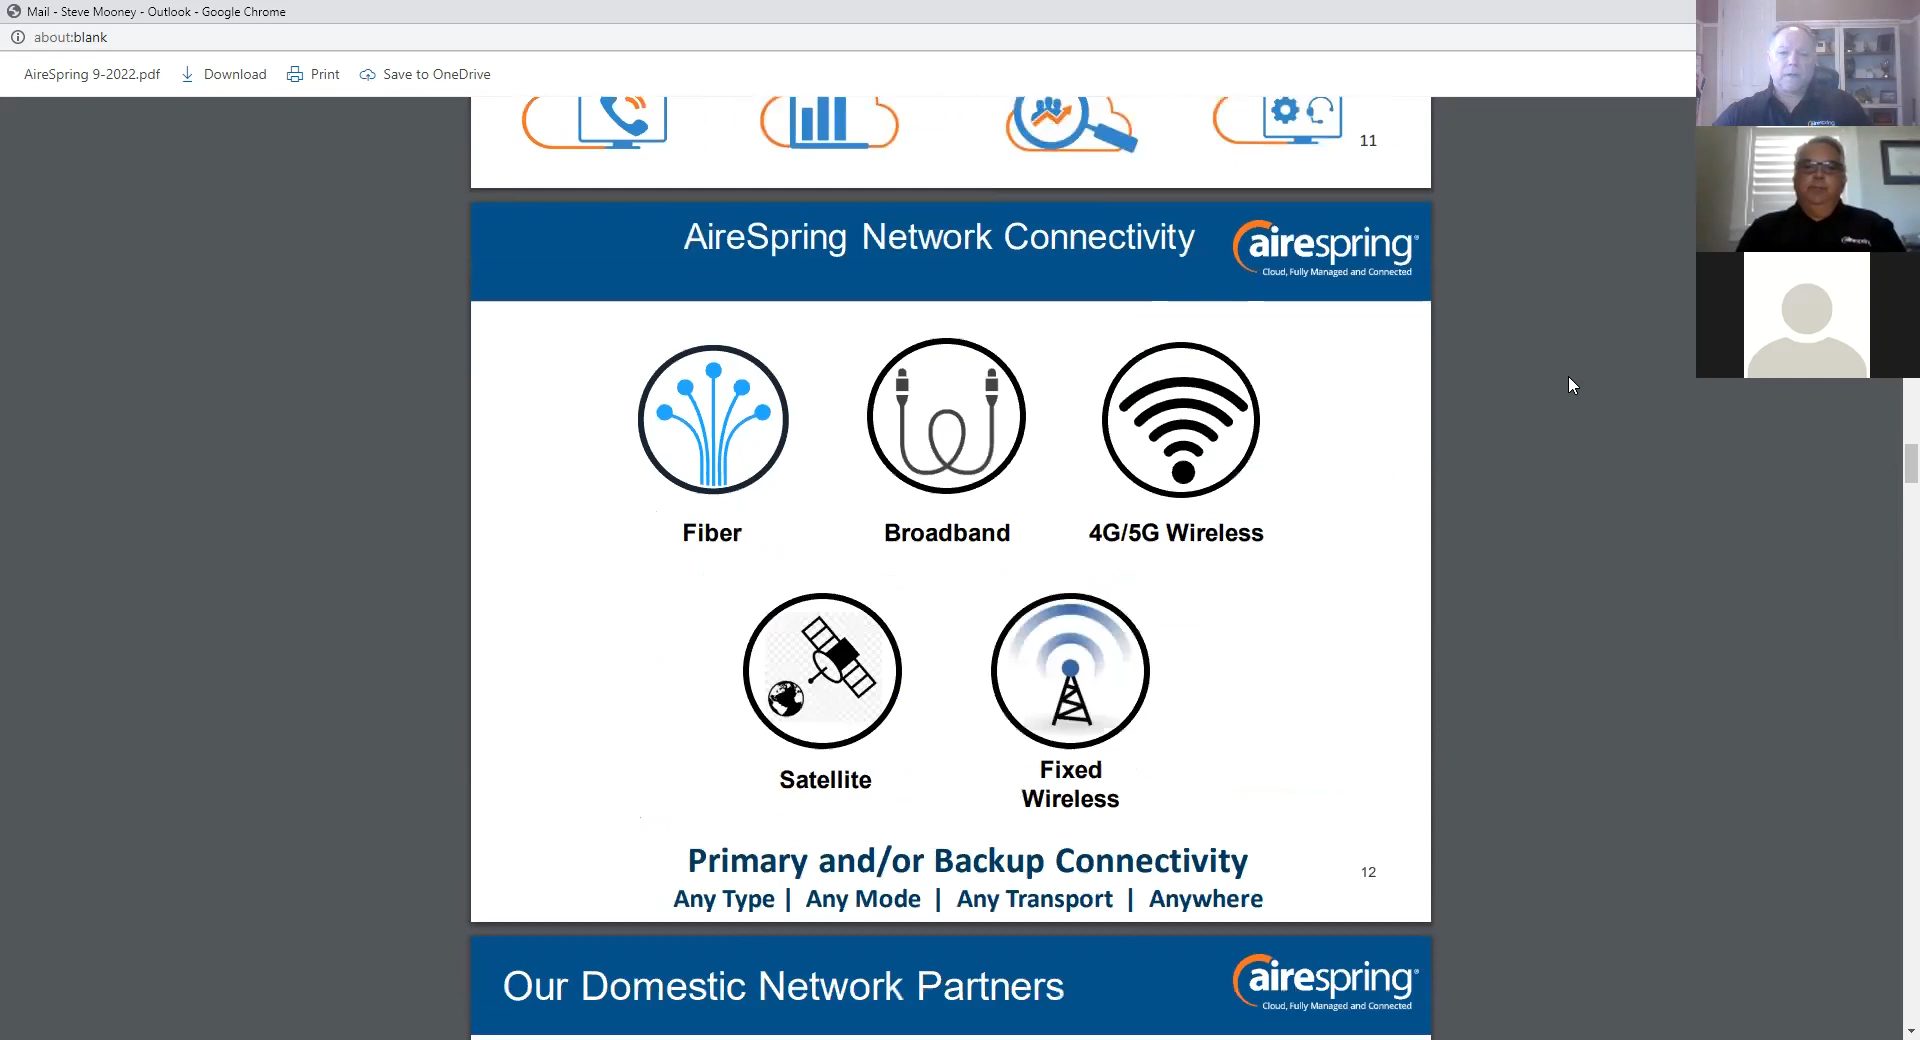 Mail - Steve Mooney - Outlook - Google Chrome
about:blank
AireSpring 9-2022.pdf Download Print Save to OneDrive
11
AireSpring Network Connectivity
airespring®
Cloud, Fully Managed and Connected
Fiber Broadband 4G/5G Wireless
Satellite
Fixed
Wireless
Primary and/or Backup Connectivity
12
Any Type | Any Mode | Any Transport | Anywhere
Our Domestic Network Partners
airespring®
Cloud, Fully Managed and Connected